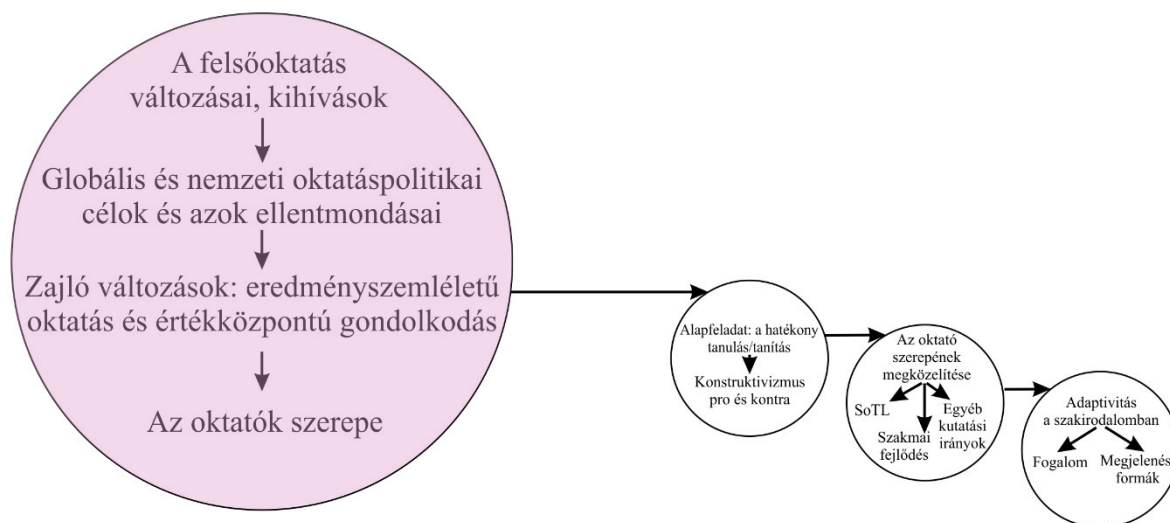 A felsőoktatás
változásai, kihívások
Globális és nemzeti oktatáspolitikai
célok és azok ellentmondásai
Zajló változások: eredményszemléletű
oktatás és értékközpontú gondolkodás
Az oktatók szerepe
Alapfeladat: a hatékony
tanulás/tanítás
Konstruktivizmus
pro és kontra
Az oktató
szerepének
megközelítése
SoTL
Szakmai
fejlődés
Egyéb
kutatási
irányok
Adaptivitás
a szakirodalomban
Fogalom
Megjelenés
formák